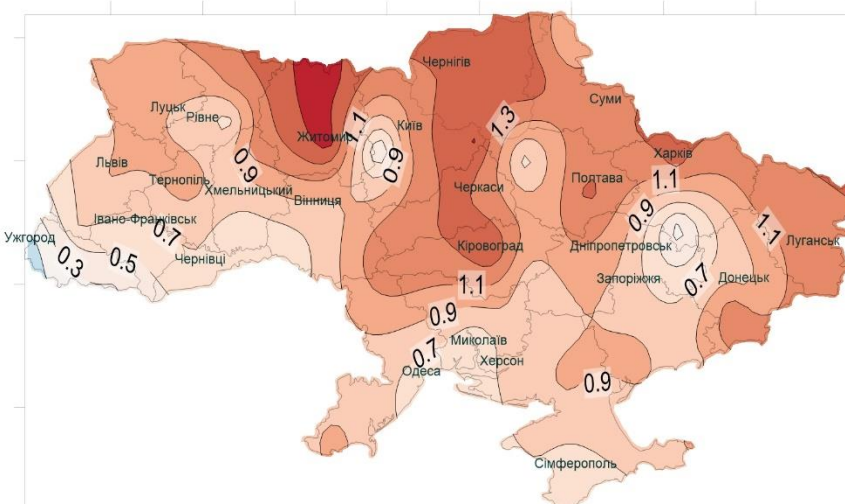 Чернігів
Суми
Луцьк
Рівне
Житомир
1.1
Київ
1.3
Львів
0.9
0.9
Харків
Тернопіль
Хмельницький
Черкаси
Полтава
1.1
Вінниця
Івано-Франківськ
0.9
Ужгород
0.7
Кіровоград
Дніпропетровськ
1.1
Луганськ
0.3
0.5
Чернівці
1.1
Запоріжжя
0.7
Донецьк
0.9
Миколаїв
0.7
Херсон
Одеса
0.9
Сімферополь